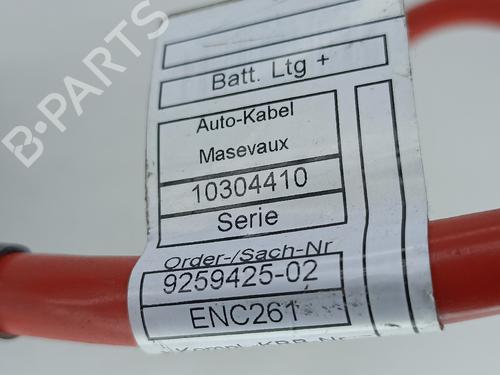 B-PARTS
Batt. Ltg +
Auto-Kabel
Masevaux
10304410
Serie
Order-/Sach-Nr
9259425-02
ENC261